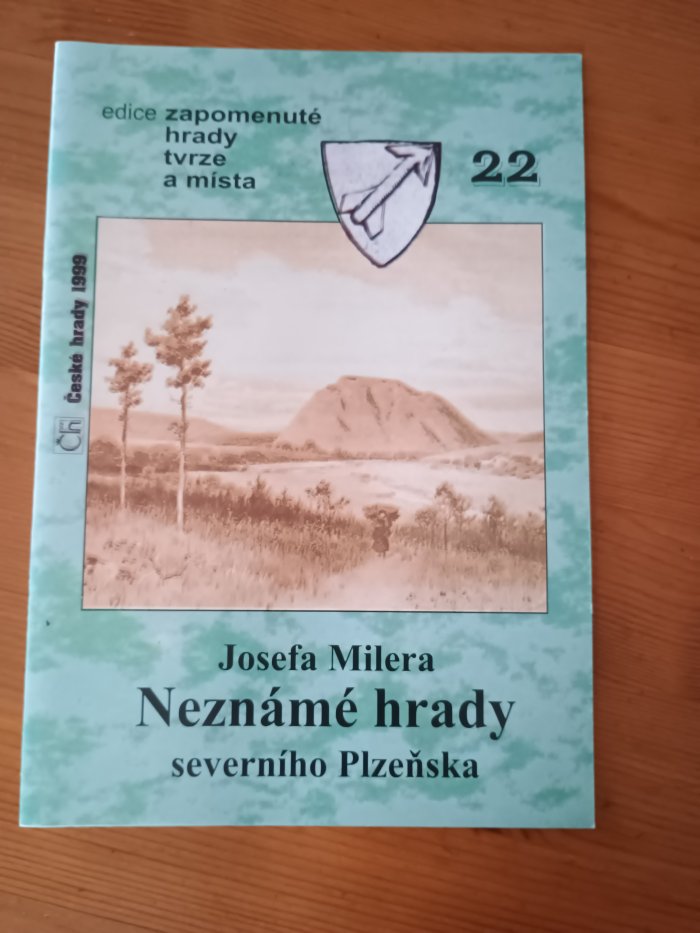 edice zapomenuté
hrady
tvrze
a místa
22
České hrady 1999
Čh
Josefa Milera
Neznámé hrady
severního Plzeňska